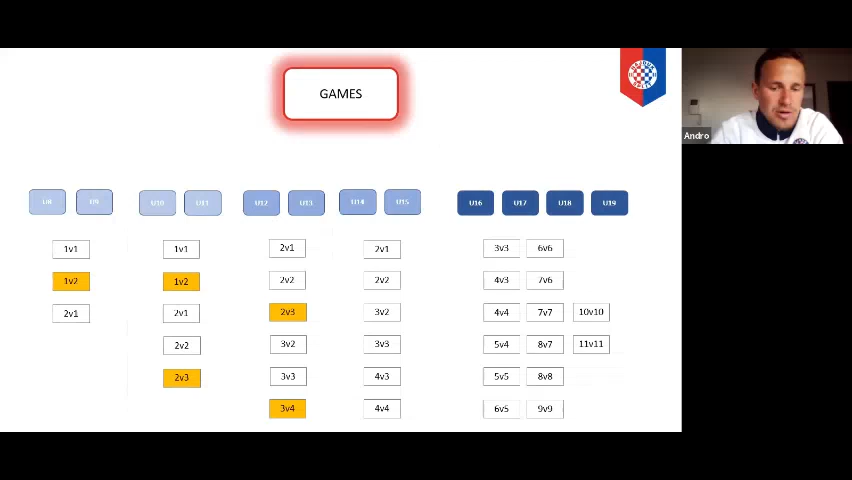 GAMES
HAJDUK
SPLIT
Andro
U8 U9 U10 U11 U12 U13 U14 U15 U16 U17 U18 U19
1v1 1v1 2v1 2v1 3v3 6v6
1v2 1v2 2v2 2v2 4v3 7v6
2v1 2v1 2v3 3v2 4v4 7v7 10v10
2v2 3v2 3v3 5v4 8v7 11v11
2v3 3v3 4v3 5v5 8v8
3v4 4v4 6v5 9v9